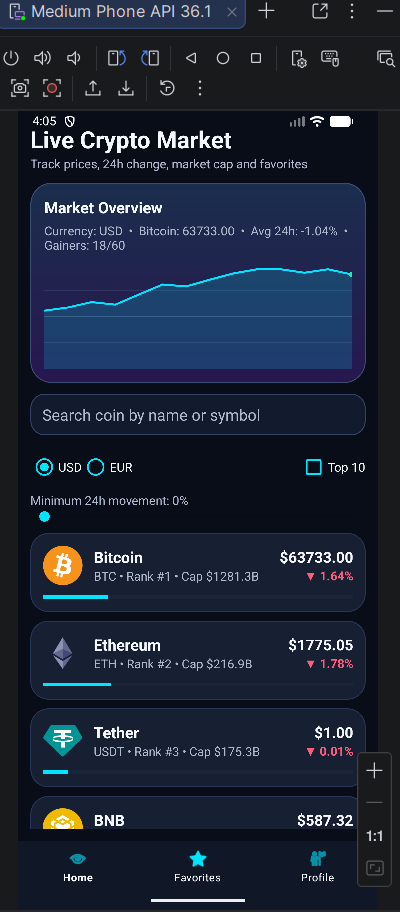 Medium Phone API 36.1
4:05
Live Crypto Market
Track prices, 24h change, market cap and favorites
Market Overview
Currency: USD • Bitcoin: 63733.00 • Avg 24h: -1.04% •
Gainers: 18/60
Search coin by name or symbol
USD EUR Top 10
Minimum 24h movement: 0%
Bitcoin $63733.00
BTC • Rank #1 • Cap $1281.3B ▼ 1.64%
Ethereum $1775.05
ETH • Rank #2 • Cap $216.9B ▼ 1.78%
Tether $1.00
USDT • Rank #3 • Cap $175.3B ▼ 0.01%
BNB $587.32
1:1
Home Favorites Profile